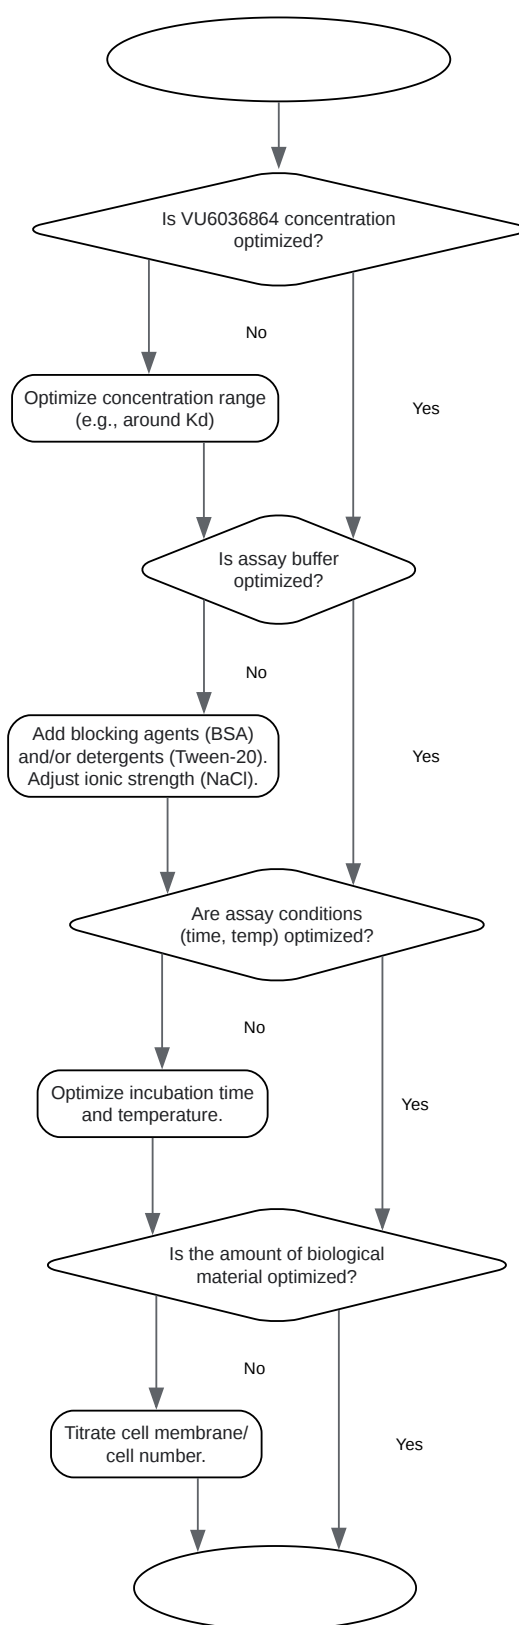 Is VU6036864 concentration
optimized?
No
Optimize concentration range
(e.g., around Kd)
Yes
Is assay buffer
optimized?
No
Add blocking agents (BSA)
and/or detergents (Tween-20).
Adjust ionic strength (NaCl).
Yes
Are assay conditions
(time, temp) optimized?
No
Optimize incubation time
and temperature.
Yes
Is the amount of biological
material optimized?
No
Titrate cell membrane/
cell number.
Yes